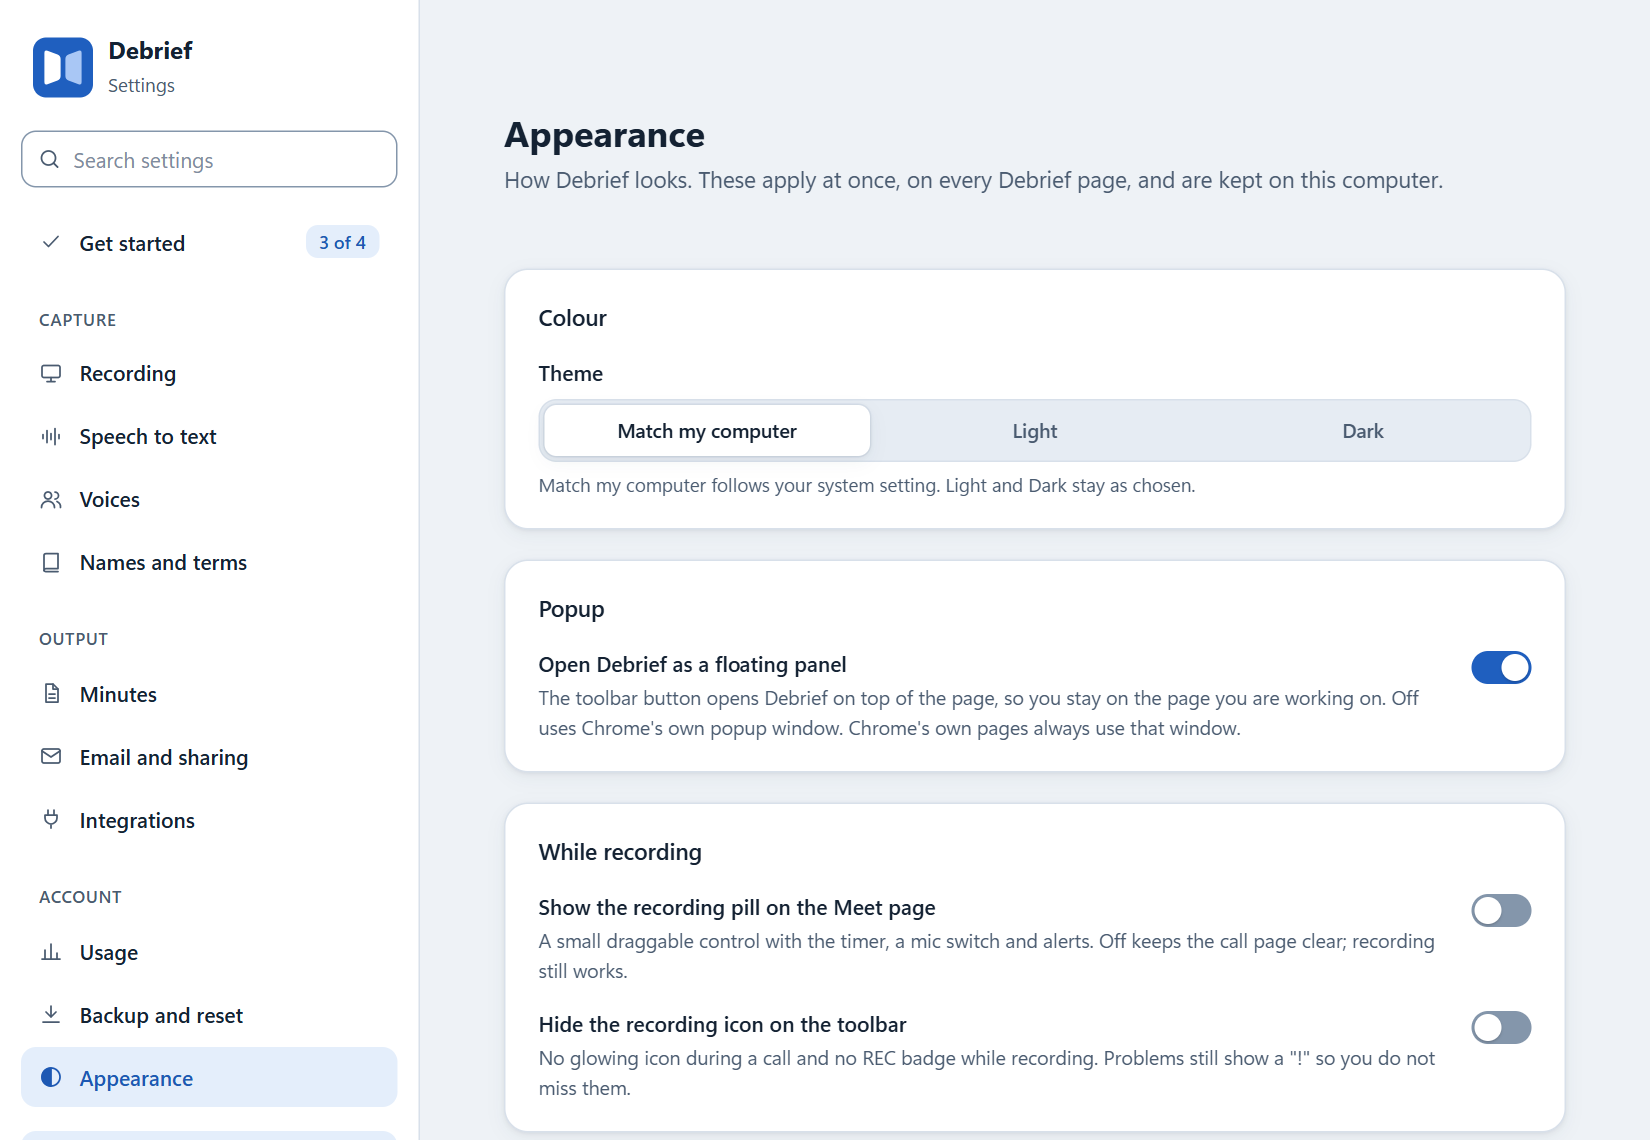 Debrief
Settings
Search settings
Get started
3 of 4
CAPTURE
Recording
Speech to text
Voices
Names and terms
OUTPUT
Minutes
Email and sharing
Integrations
ACCOUNT
Usage
Backup and reset
Appearance
Appearance
How Debrief looks. These apply at once, on every Debrief page, and are kept on this computer.
Colour
Theme
Match my computer
Light
Dark
Match my computer follows your system setting. Light and Dark stay as chosen.
Popup
Open Debrief as a floating panel
The toolbar button opens Debrief on top of the page, so you stay on the page you are working on. Off
uses Chrome's own popup window. Chrome's own pages always use that window.
While recording
Show the recording pill on the Meet page
A small draggable control with the timer, a mic switch and alerts. Off keeps the call page clear; recording
still works.
Hide the recording icon on the toolbar
No glowing icon during a call and no REC badge while recording. Problems still show a "!" so you do not
miss them.